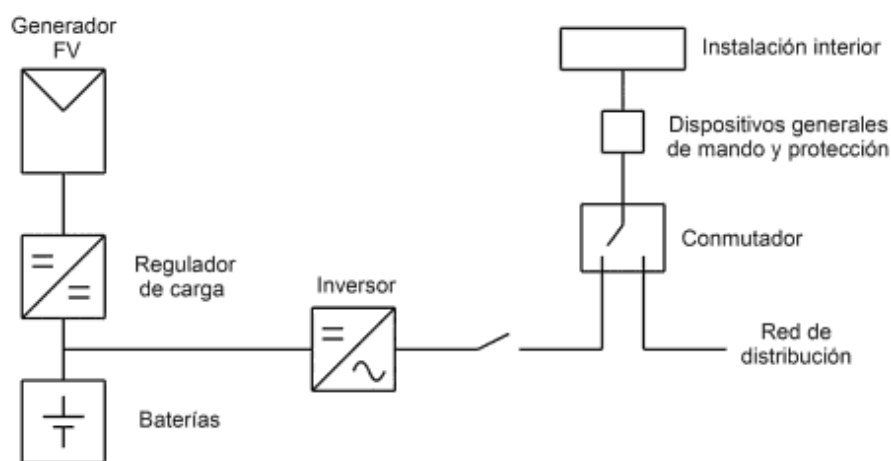 Generador
FV
Instalación interior
Dispositivos generales
de mando y protección
Conmutador
Regulador
de carga
Inversor
Red de
distribución
Baterías